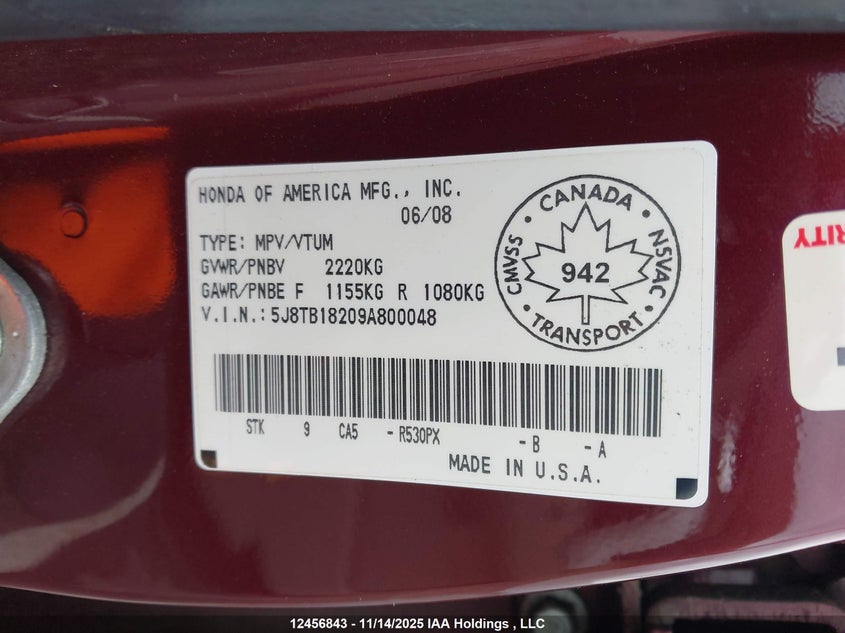 HONDA OF AMERICA MFG., INC.
06/08
TYPE: MPV/VTUM
GVWR/PNBV 2220KG
GAWR/PNBE F 1155KG R 1080KG
V.I.N.: 5J8TB18209A800048
CANADA
CMVSS
942
NSVAC
TRANSPORT
STK 9 CA5 - R530PX - B - A
MADE IN U.S.A.
RITY
12456843 - 11/14/2025 IAA Holdings , LLC